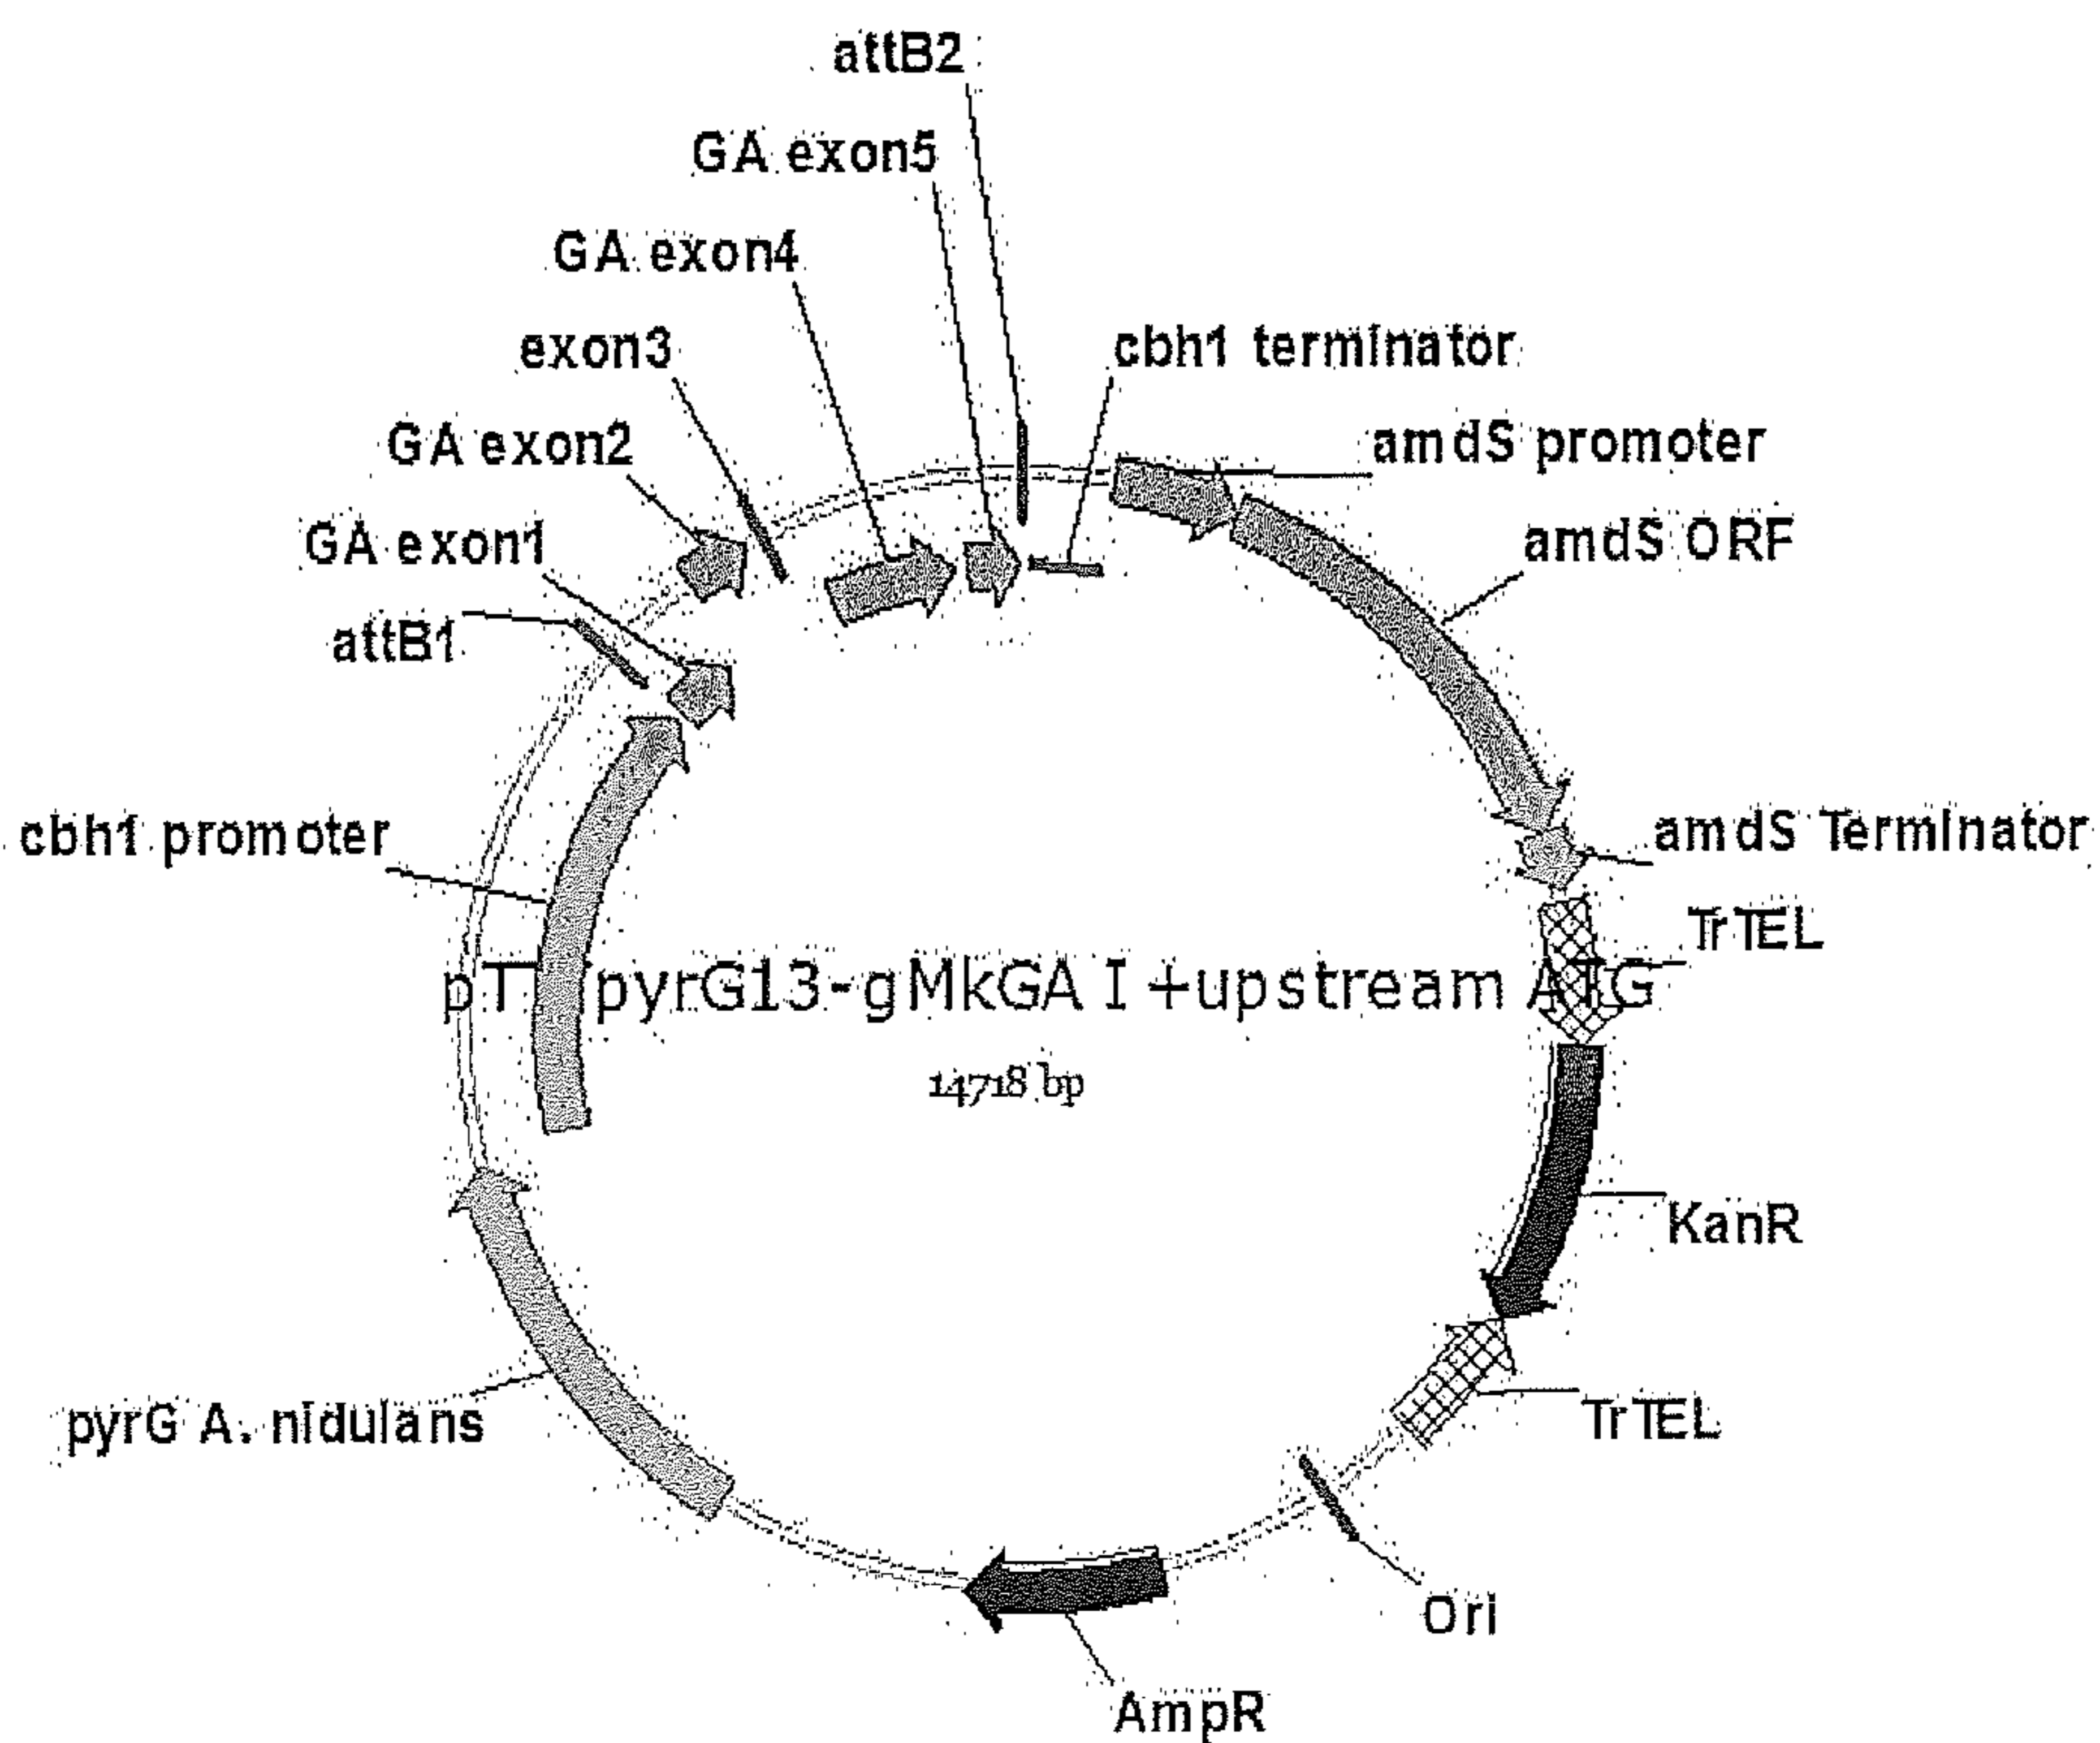 attB2
GA exon5
GA exon4
exon3
cbh1 terminator
GA exon2
amdS promoter
GA exon1
amdS ORF
attB1
cbh1 promoter
amdS Terminator
TrTEL
pyrG13-gMkGA I +upstream ATG
14718 bp
KanR
pyrG A. nidulans
TrTEL
Ori
AmpR